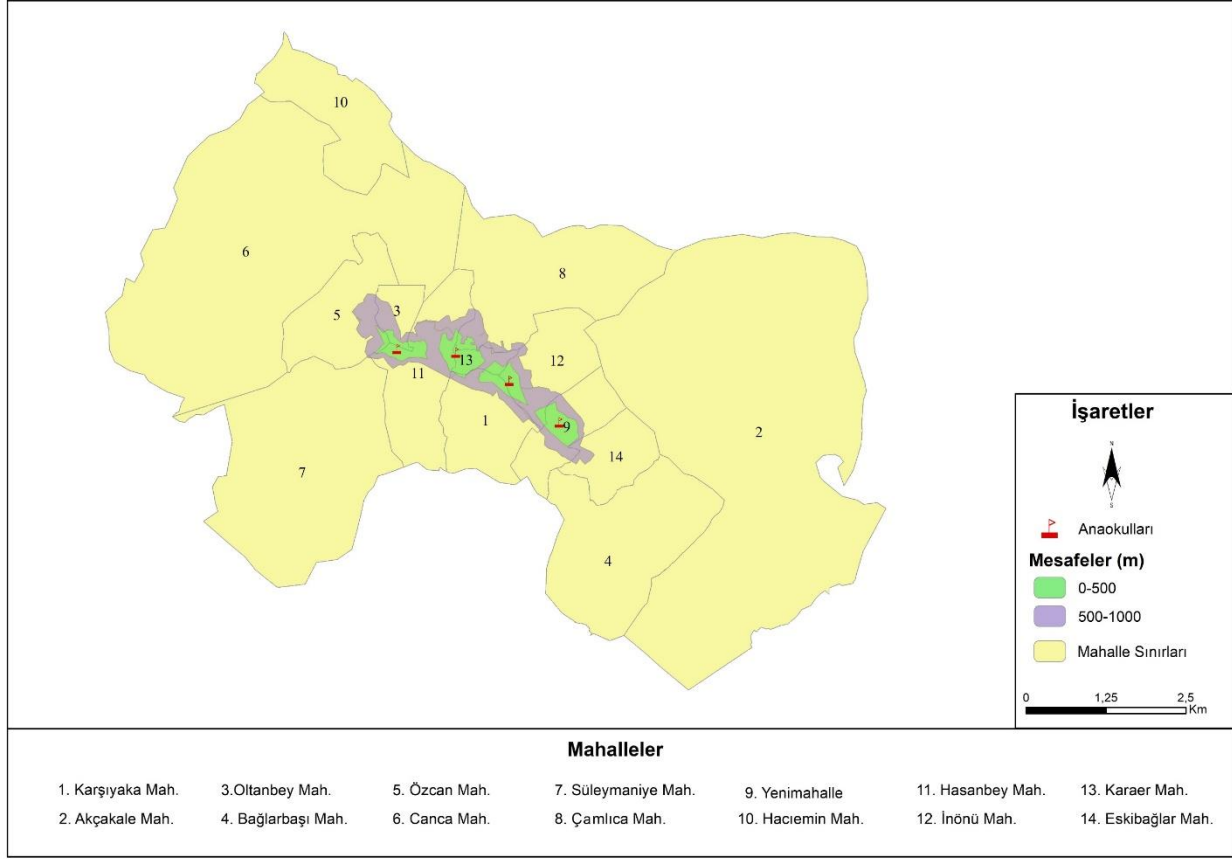 10
6
8
5
3
13
12
11
1
9
2
14
7
4
İşaretler
N
S
Anaokulları
Mesafeler (m)
0-500
500-1000
Mahalle Sınırları
0 1,25 2,5
Km
Mahalleler
1. Karşıyaka Mah. 3.Oltanbey Mah. 5. Özcan Mah. 7. Süleymaniye Mah. 9. Yenimahalle 11. Hasanbey Mah. 13. Karaer Mah.
2. Akçakale Mah. 4. Bağlarbaşı Mah. 6. Canca Mah. 8. Çamlıca Mah. 10. Hacıemin Mah. 12. İnönü Mah. 14. Eskibağlar Mah.